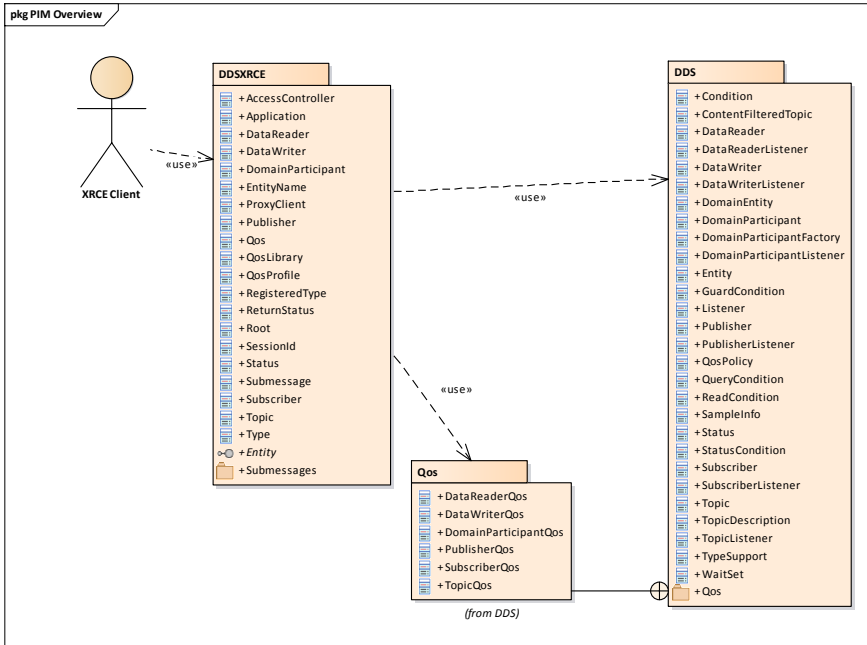 pkg PIM Overview
XRCE Client
«use»
DDSXRCE
+AccessController
+Application
+DataReader
+DataWriter
+DomainParticipant
+EntityName
+ProxyClient
+Publisher
+Qos
+QosLibrary
+QosProfile
+RegisteredType
+ReturnStatus
+Root
+SessionId
+Status
+Submessage
+Subscriber
+Topic
+Type
+Entity
+Submessages
«use»
«use»
Qos
+DataReaderQos
+DataWriterQos
+DomainParticipantQos
+PublisherQos
+SubscriberQos
+TopicQos
(from DDS)
DDS
+Condition
+ContentFilteredTopic
+DataReader
+DataReaderListener
+DataWriter
+DataWriterListener
+DomainEntity
+DomainParticipant
+DomainParticipantFactory
+DomainParticipantListener
+Entity
+GuardCondition
+Listener
+Publisher
+PublisherListener
+QosPolicy
+QueryCondition
+ReadCondition
+SampleInfo
+Status
+StatusCondition
+Subscriber
+SubscriberListener
+Topic
+TopicDescription
+TopicListener
+TypeSupport
+WaitSet
+Qos